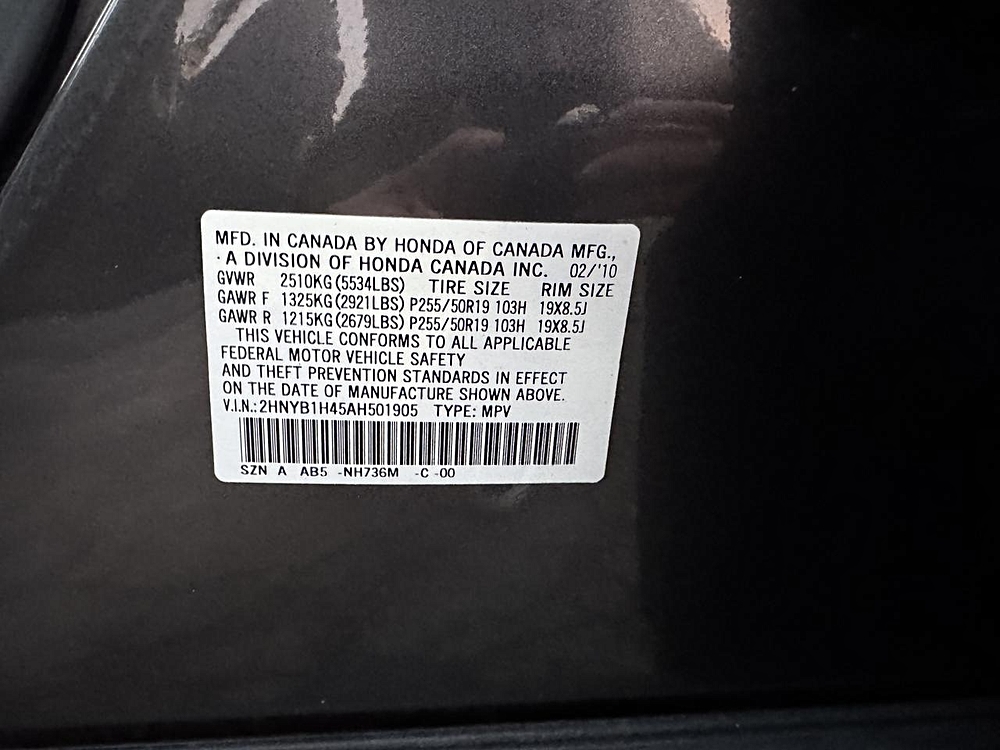 MFD. IN CANADA BY HONDA OF CANADA MFG.,
· A DIVISION OF HONDA CANADA INC. 02/'10
GVWR 2510KG(5534LBS) TIRE SIZE RIM SIZE
GAWR F 1325KG(2921LBS) P255/50R19 103H 19X8.5J
GAWR R 1215KG(2679LBS) P255/50R19 103H 19X8.5J
THIS VEHICLE CONFORMS TO ALL APPLICABLE
FEDERAL MOTOR VEHICLE SAFETY
AND THEFT PREVENTION STANDARDS IN EFFECT
ON THE DATE OF MANUFACTURE SHOWN ABOVE.
V.I.N.: 2HNYB1H45AH501905 TYPE: MPV
SZN A AB5 -NH736M -C -00